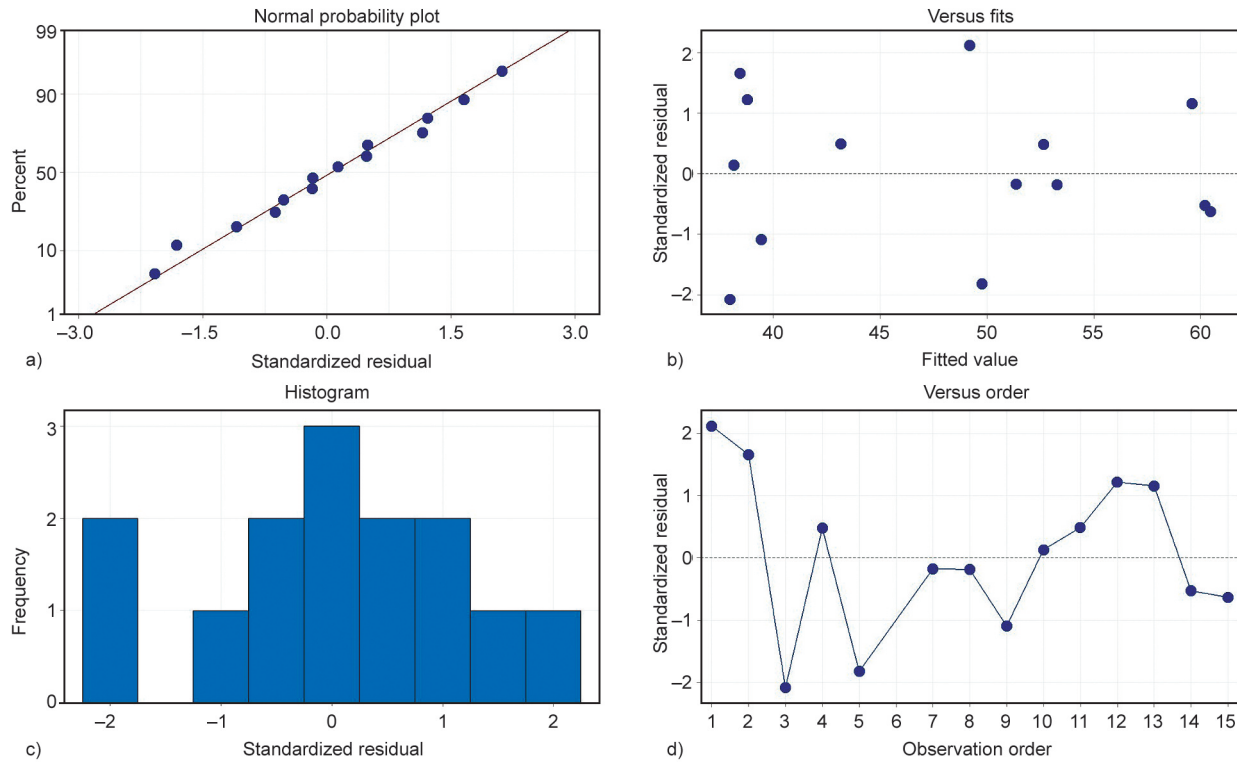 Normal probability plot
99
90
50
10
1
Percent
–3.0 –1.5 0.0 1.5 3.0
a) Standardized residual
Versus fits
2
1
0
–1
–2
Standardized residual
40 45 50 55 60
b) Fitted value
Histogram
3
2
1
0
Frequency
–2 –1 0 1 2
c) Standardized residual
Versus order
2
1
0
–1
–2
Standardized residual
1 2 3 4 5 6 7 8 9 10 11 12 13 14 15
d) Observation order